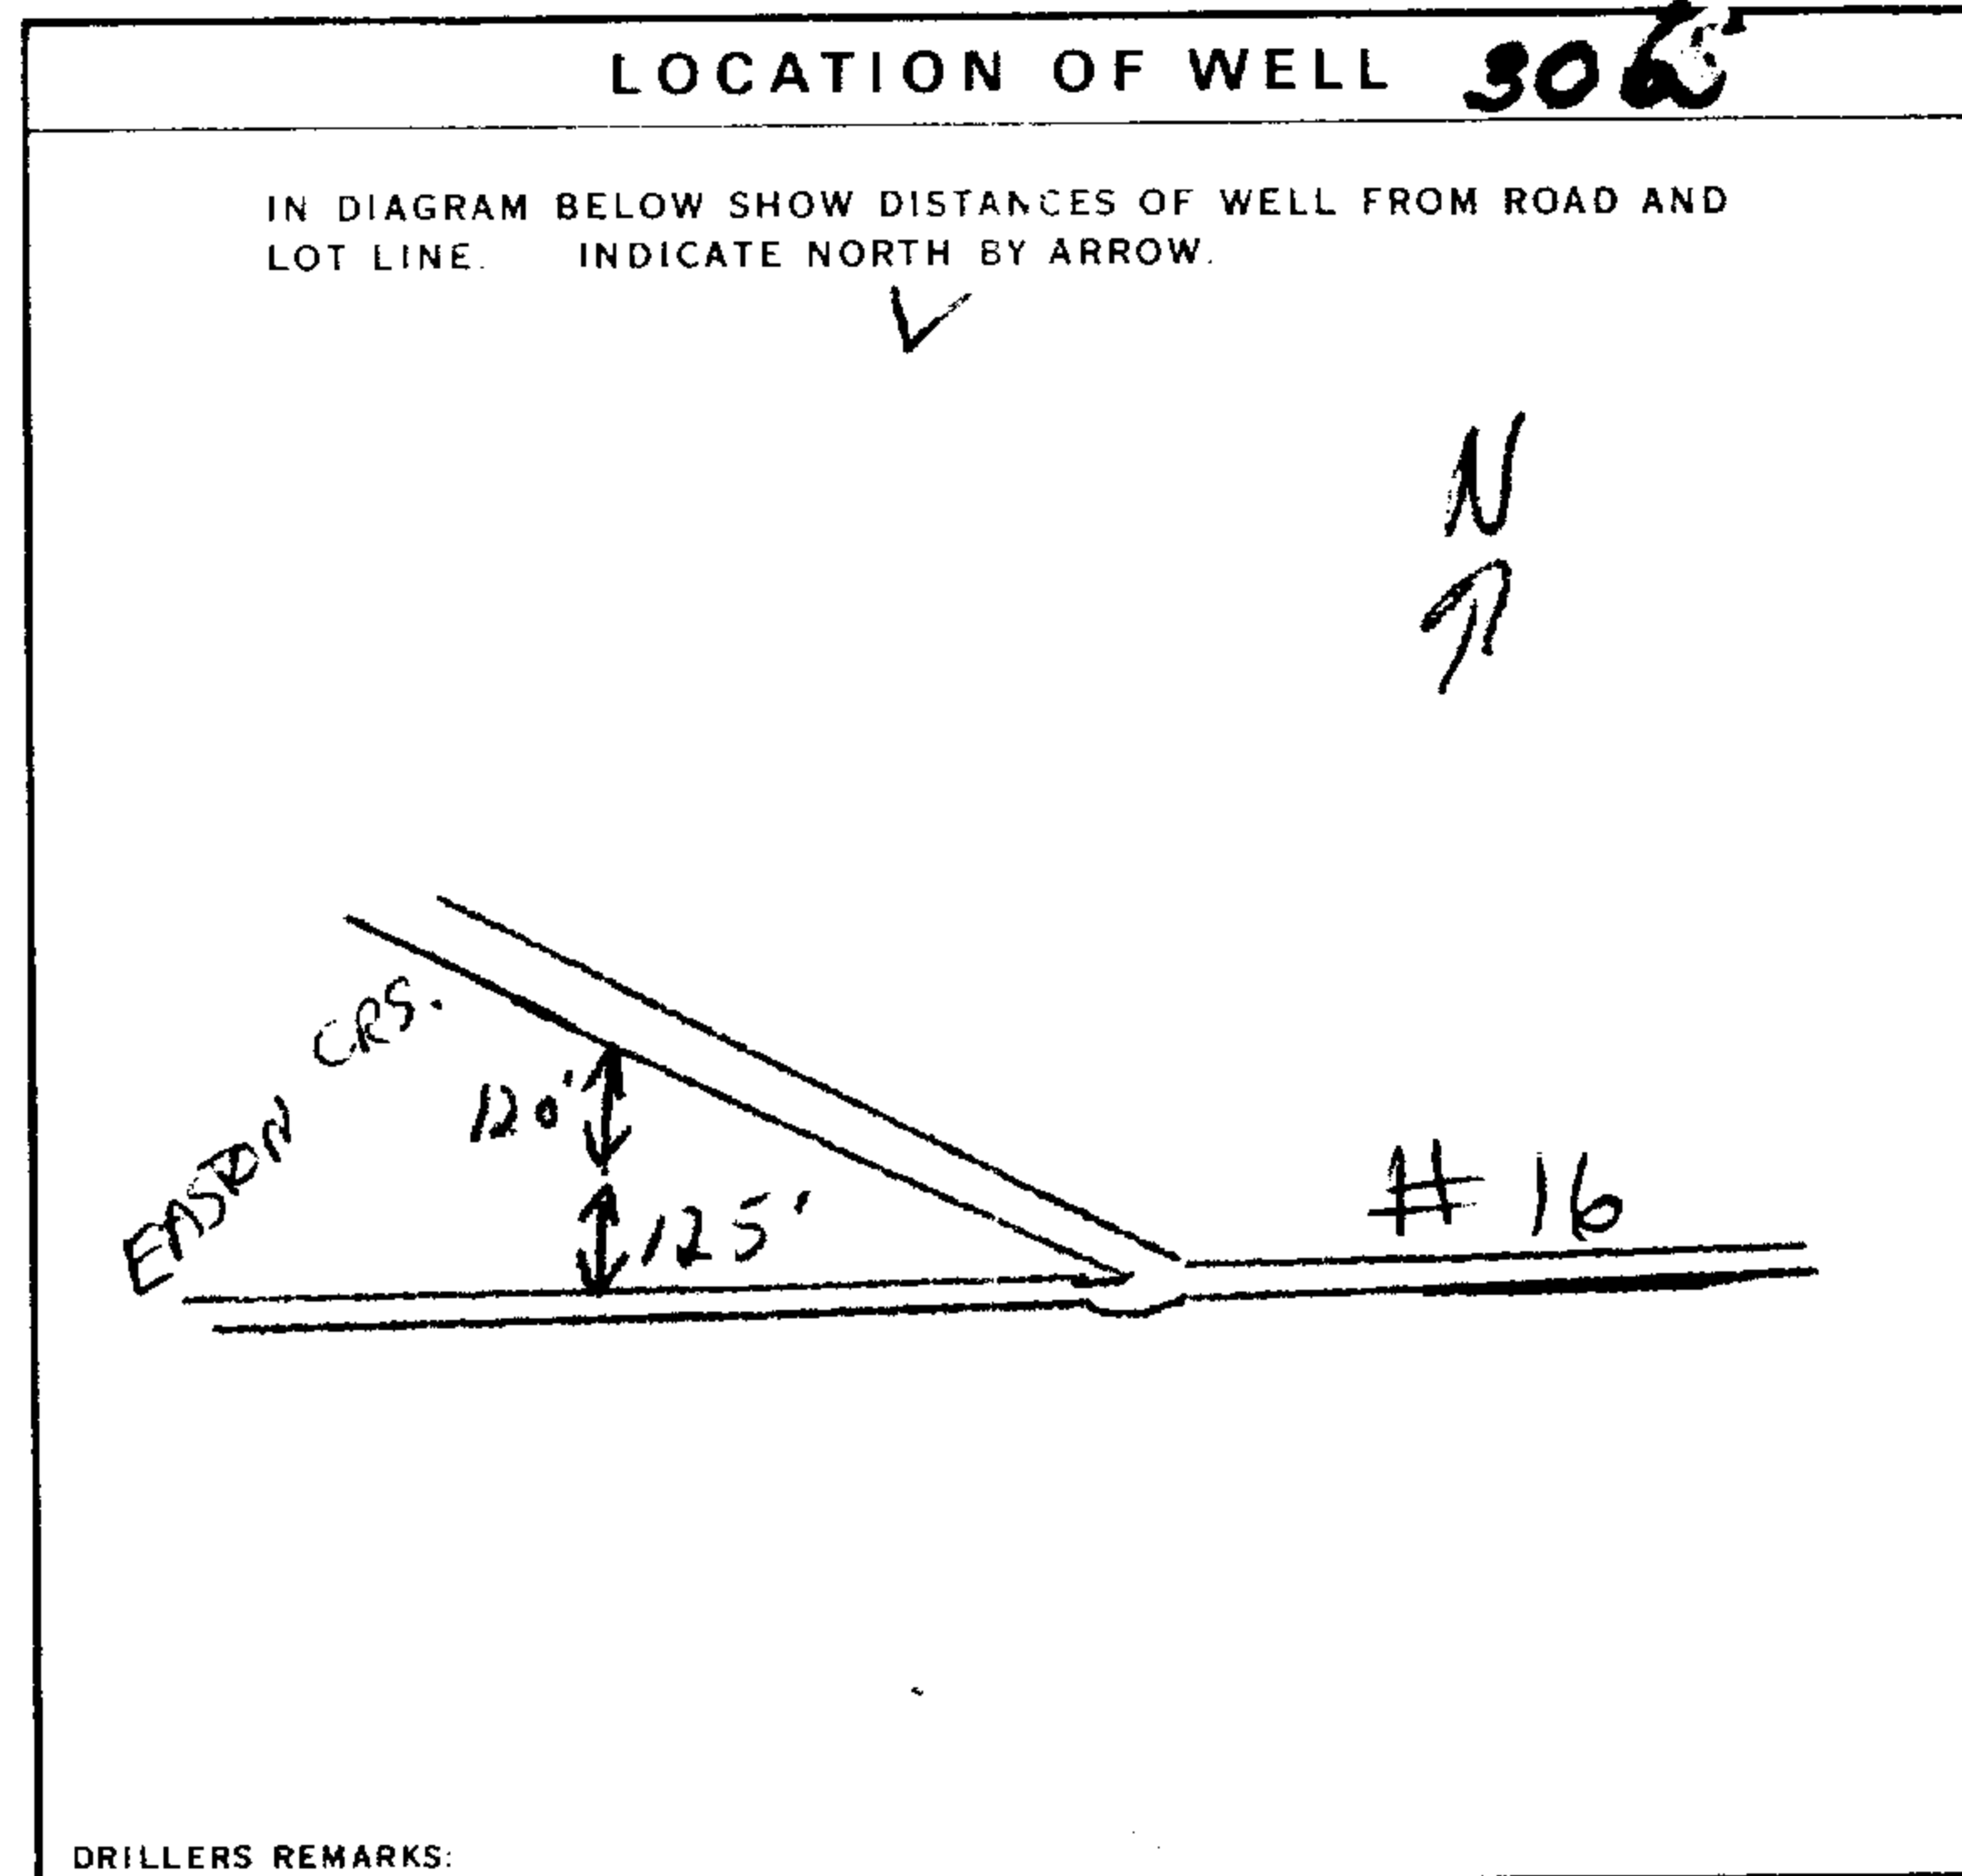 LOCATION OF WELL 30
IN DIAGRAM BELOW SHOW DISTANCES OF WELL FROM ROAD AND
LOT LINE. INDICATE NORTH BY ARROW.
N
EASTON CRS.
120'
125'
# 16
DRILLERS REMARKS: